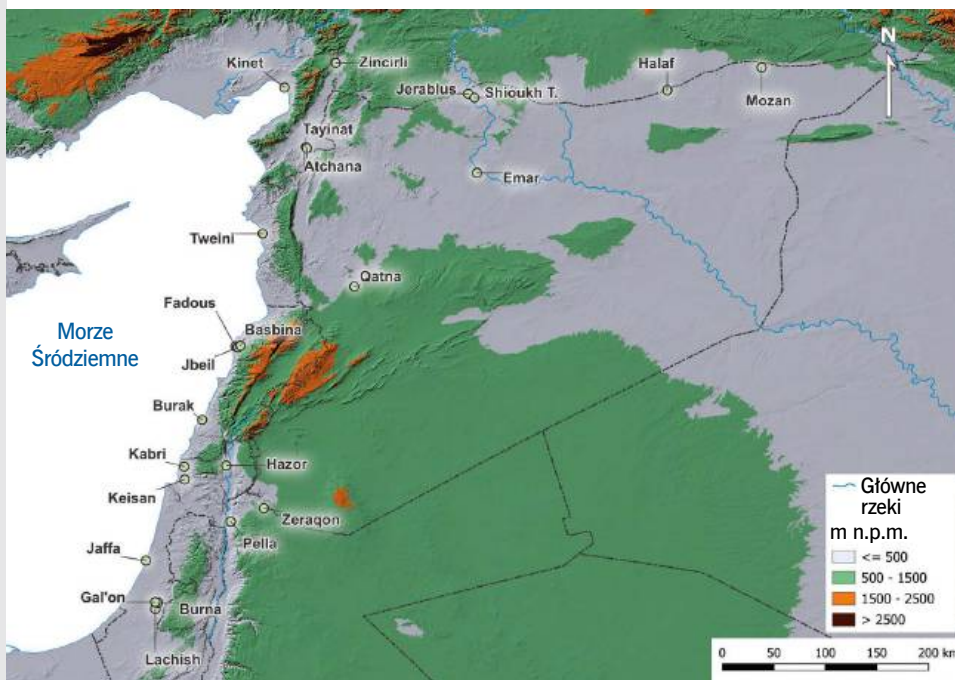 N
Kinet
Zincirli
Halaf
Jerablus
Shioukh T.
Mozan
Tayinat
Atchana
Emar
Tweini
Qatna
Fadous
Basbina
Morze
Śródziemne
Jbeil
Burak
Kabri
Hazor
Keisan
Zeraqon
Pella
Jaffa
Gal'on
Burna
Lachish
Główne
rzeki
m n.p.m.
<= 500
500 - 1500
1500 - 2500
> 2500
0 50 100 150 200 km